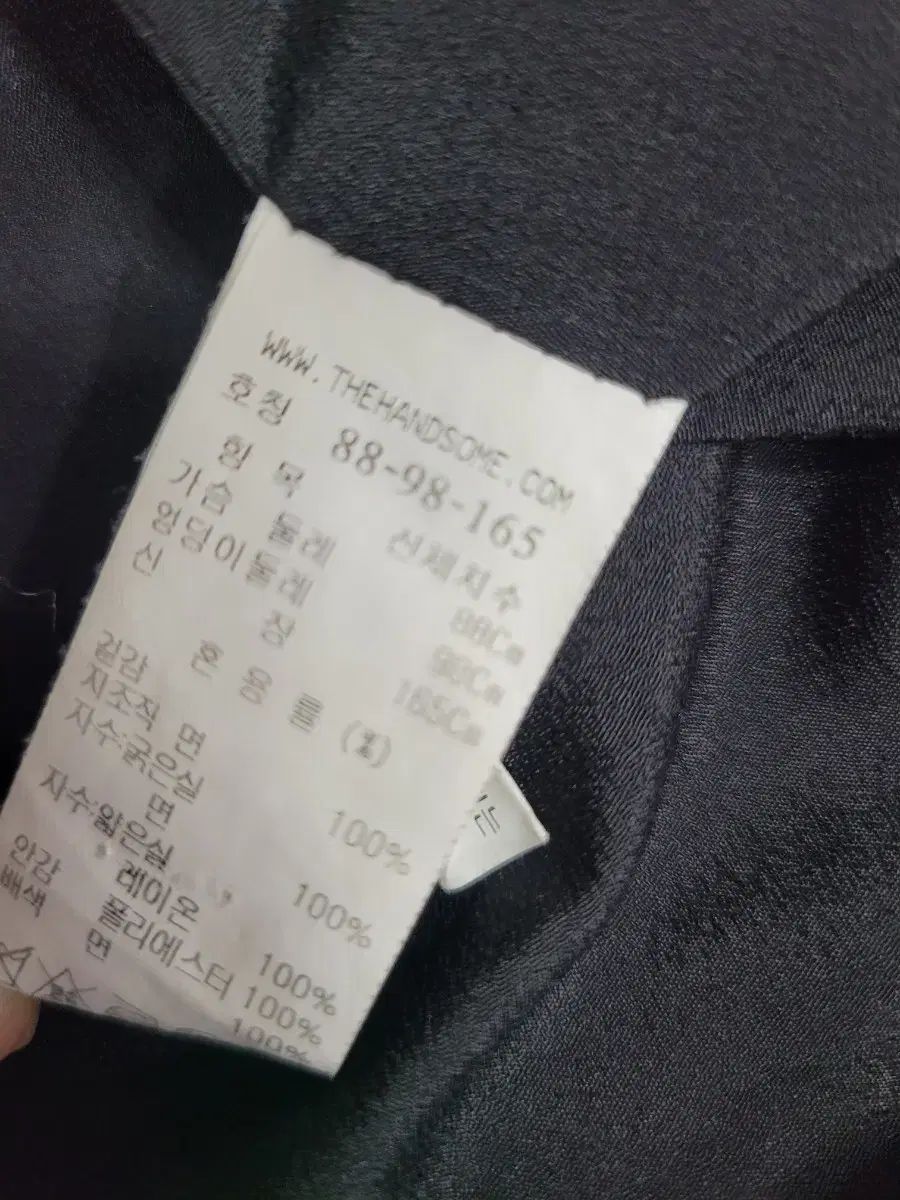 WWW.THEHANDSOME.COM
호칭 88-98-165
항 목 신체치수
가슴 둘레 88Cm
엉덩이둘레 98Cm
신 장 165Cm
혼 용 률 (%)
겉감
지조직 면 100%
자수:굵은실
면 100%
자수:얇은실
레이온 100%
안감 폴리에스터 100%
배색 면 100%
는